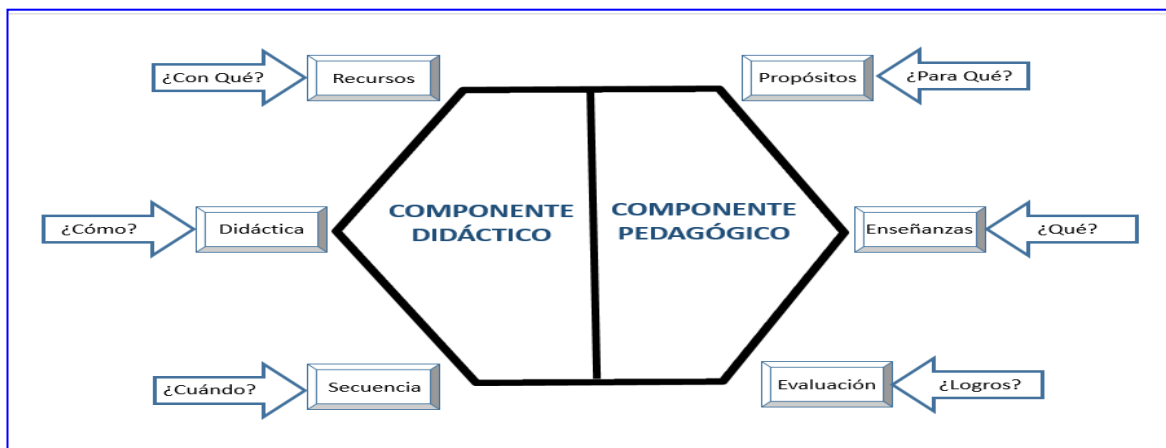 ¿Con Qué?
Recursos
Propósitos
¿Para Qué?
¿Cómo?
Didáctica
COMPONENTE
DIDÁCTICO
COMPONENTE
PEDAGÓGICO
Enseñanzas
¿Qué?
¿Cuándo?
Secuencia
Evaluación
¿Logros?